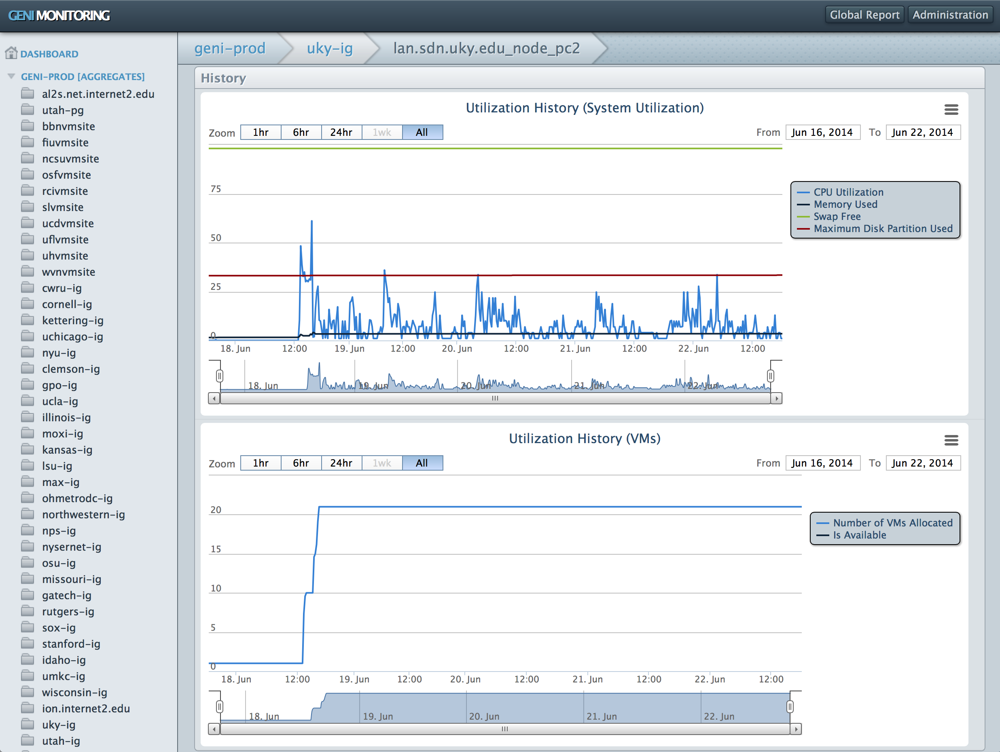 GENI MONITORING
Global Report
Administration
DASHBOARD
GENI-PROD [AGGREGATES]
al2s.net.internet2.edu
utah-pg
bbnvmsite
fiuvmsite
ncsuvmsite
osfvmsite
rcivmsite
slvmsite
ucdvmsite
uflvmsite
uhvmsite
wvnvmsite
cwru-ig
cornell-ig
kettering-ig
uchicago-ig
nyu-ig
clemson-ig
gpo-ig
ucla-ig
illinois-ig
moxi-ig
kansas-ig
lsu-ig
max-ig
ohmetrodc-ig
northwestern-ig
nps-ig
nysernet-ig
osu-ig
missouri-ig
gatech-ig
rutgers-ig
sox-ig
stanford-ig
idaho-ig
umkc-ig
wisconsin-ig
ion.internet2.edu
uky-ig
utah-ig
geni-prod uky-ig lan.sdn.uky.edu_node_pc2
History
Utilization History (System Utilization)
Zoom 1hr 6hr 24hr 1wk All
From Jun 16, 2014 To Jun 22, 2014
75
50
25
0
CPU Utilization
Memory Used
Swap Free
Maximum Disk Partition Used
18. Jun 12:00 19. Jun 12:00 20. Jun 12:00 21. Jun 12:00 22. Jun 12:00
18. Jun 19. Jun 20. Jun 21. Jun 22. Jun
Utilization History (VMs)
Zoom 1hr 6hr 24hr 1wk All
From Jun 16, 2014 To Jun 22, 2014
20
15
10
5
0
Number of VMs Allocated
Is Available
18. Jun 12:00 19. Jun 12:00 20. Jun 12:00 21. Jun 12:00 22. Jun 12:00
18. Jun 19. Jun 20. Jun 21. Jun 22. Jun